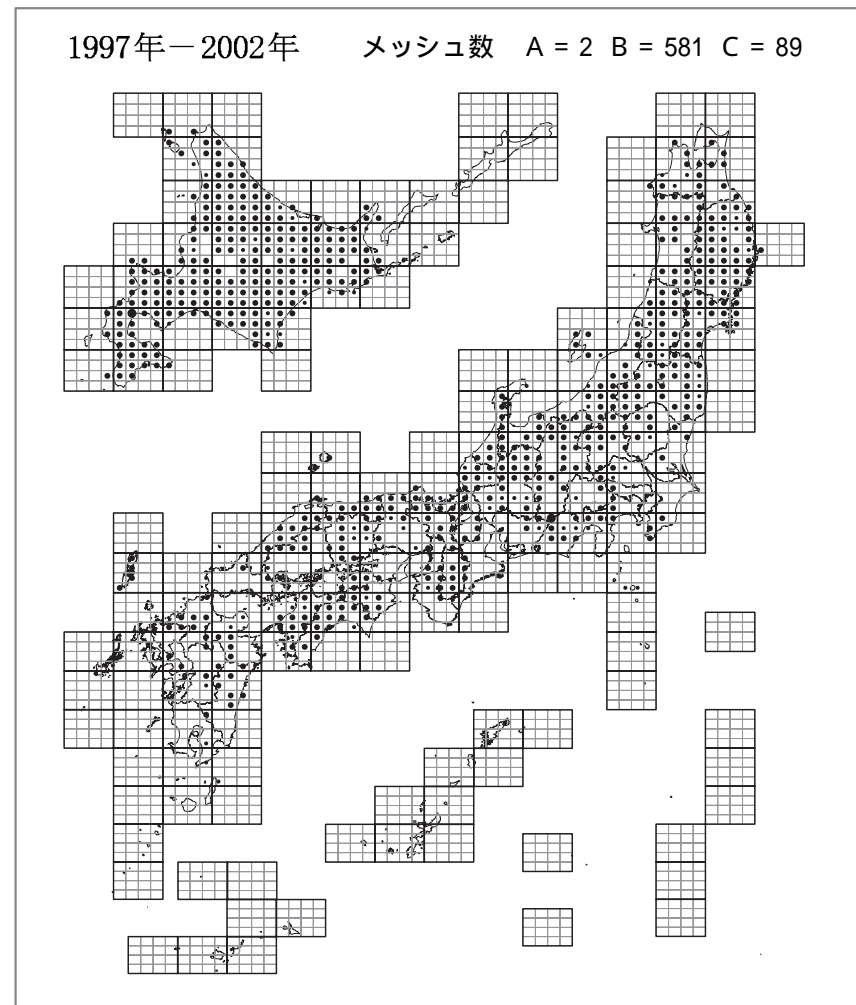 1997年－2002年 メッシュ数 A = 2 B = 581 C = 89